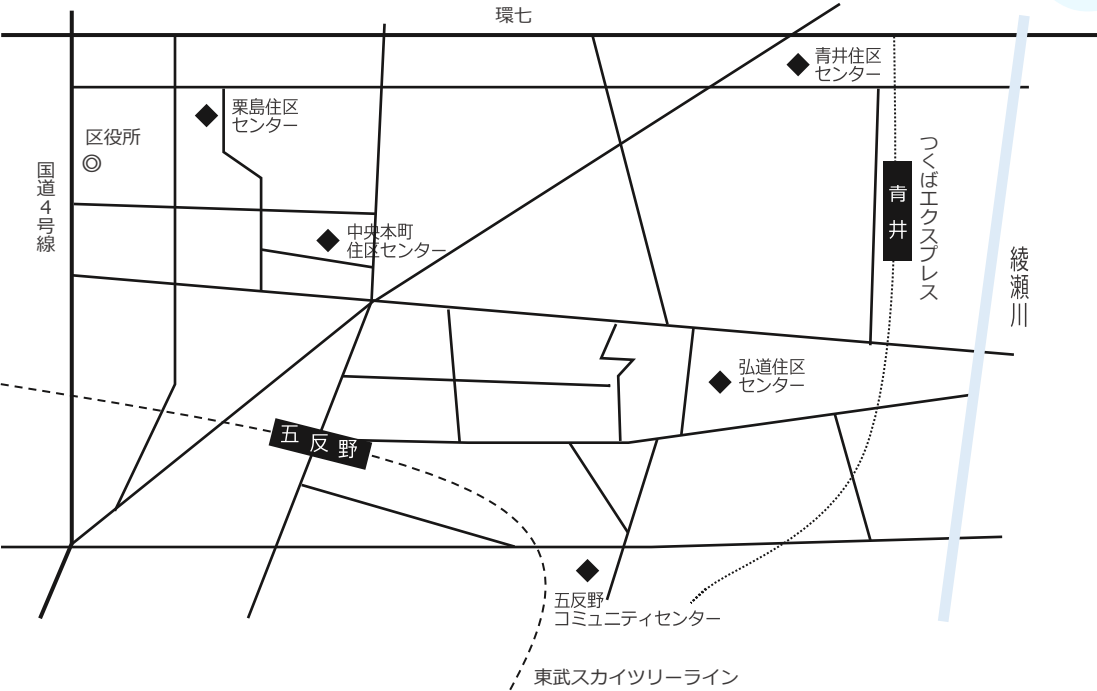 環七
青井住区
センター
栗島住区
センター
区役所
国道4号線
中央本町
住区センター
青井
つくばエクスプレス
綾瀬川
弘道住区
センター
五反野
五反野
コミュニティセンター
東武スカイツリーライン